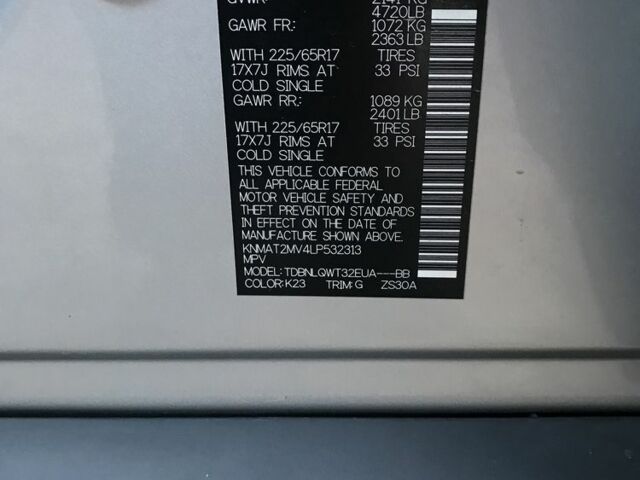 GVWR: 2141 KG
4720LB
GAWR FR: 1072 KG
2363 LB
WITH 225/65R17 TIRES
17X7J RIMS AT 33 PSI
COLD SINGLE
GAWR RR: 1089 KG
2401 LB
WITH 225/65R17 TIRES
17X7J RIMS AT 33 PSI
COLD SINGLE
THIS VEHICLE CONFORMS TO
ALL APPLICABLE FEDERAL
MOTOR VEHICLE SAFETY AND
THEFT PREVENTION STANDARDS
IN EFFECT ON THE DATE OF
MANUFACTURE SHOWN ABOVE.
KNMAT2MV4LP532313
MPV
MODEL: TDBNLQWT32EUA---BB
COLOR:K23 TRIM:G ZS30A